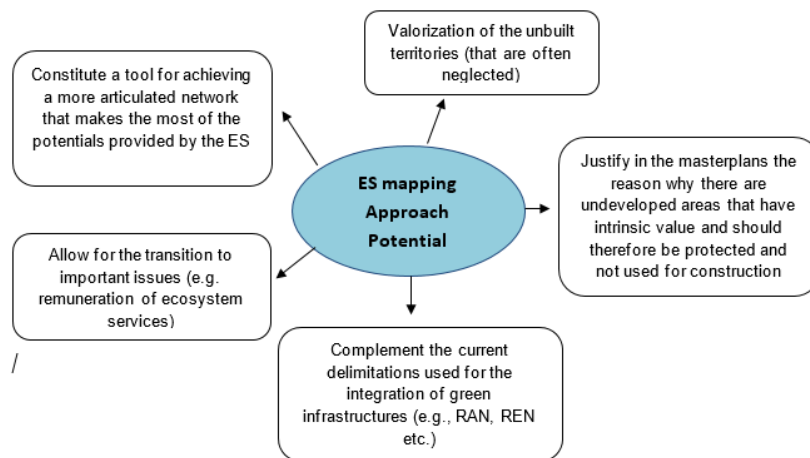 Valorization of the unbuilt
territories (that are often
neglected)
Constitute a tool for achieving
a more articulated network
that makes the most of the
potentials provided by the ES
ES mapping
Approach
Potential
Justify in the masterplans the
reason why there are
undeveloped areas that have
intrinsic value and should
therefore be protected and
not used for construction
Allow for the transition to
important issues (e.g.
remuneration of ecosystem
services)
/
Complement the current
delimitations used for the
integration of green
infrastructures (e.g., RAN, REN
etc.)